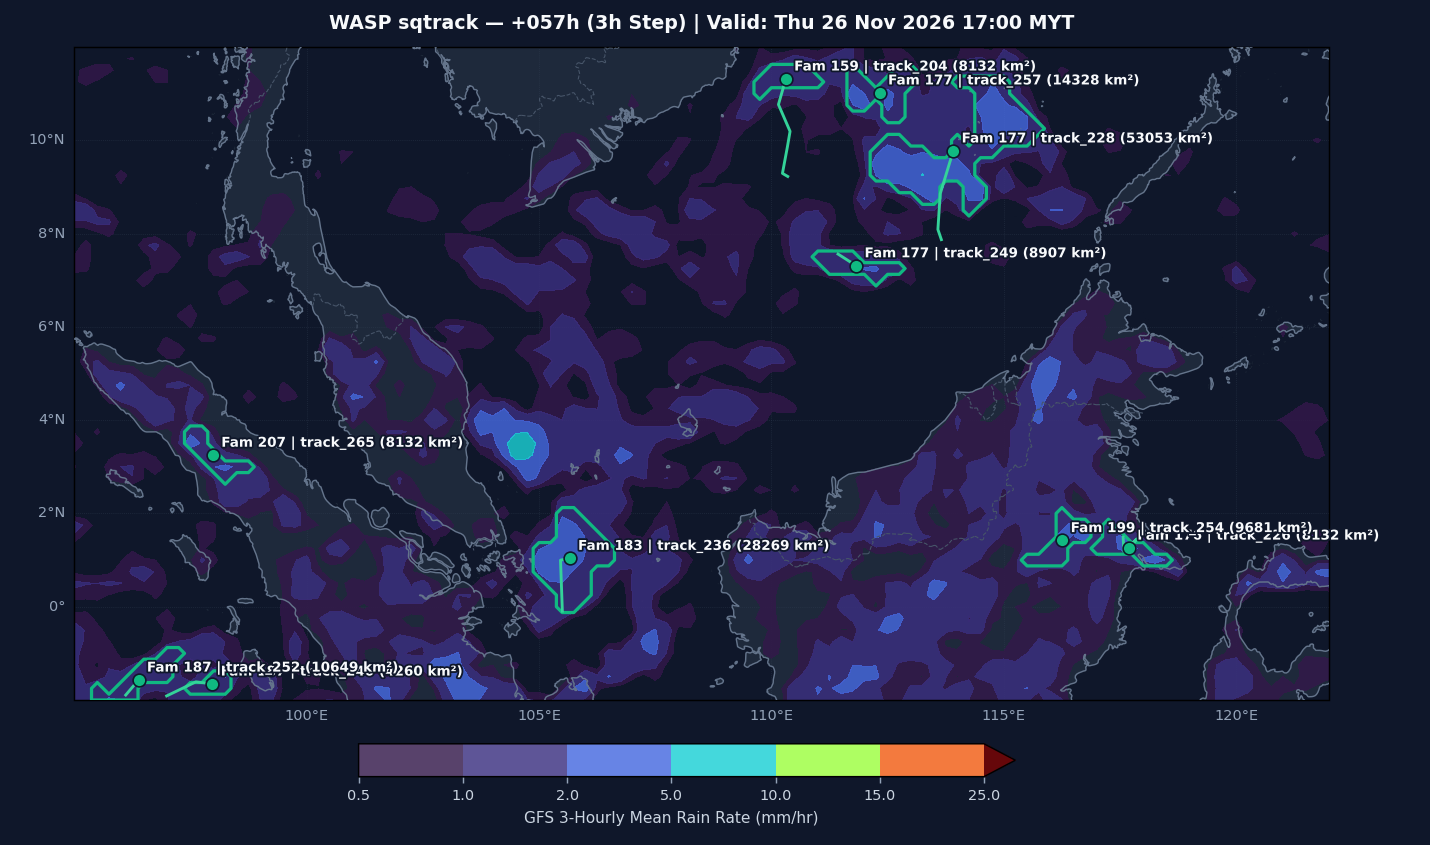 WASP sqtrack — +057h (3h Step) | Valid: Thu 26 Nov 2026 17:00 MYT
Fam 159 | track_204 (8132 km²)
Fam 177 | track_257 (14328 km²)
Fam 177 | track_228 (53053 km²)
Fam 177 | track_249 (8907 km²)
Fam 207 | track_265 (8132 km²)
Fam 199 | track_254 (9681 km²)
track_226 (8132 km²)
Fam 183 | track_236 (28269 km²)
Fam 187 | track_252 (10649 km²)
10°N
8°N
6°N
4°N
2°N
0°
100°E 105°E 110°E 115°E 120°E
0.5 1.0 2.0 5.0 10.0 15.0 25.0
GFS 3-Hourly Mean Rain Rate (mm/hr)